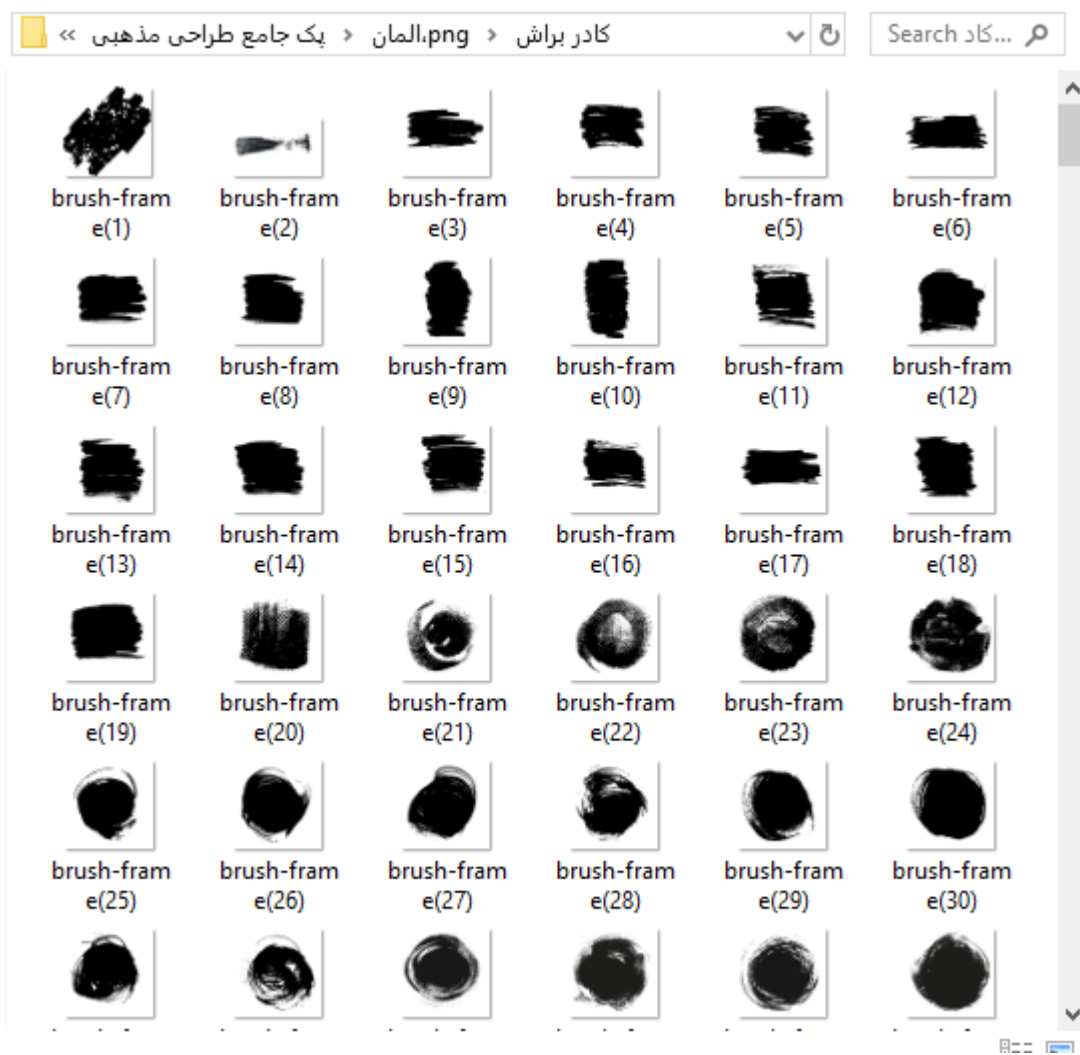 « پک جامع طراحی مذهبی › المان،png › کادر براش
Search کاد...
brush-fram
e(1)
brush-fram
e(2)
brush-fram
e(3)
brush-fram
e(4)
brush-fram
e(5)
brush-fram
e(6)
brush-fram
e(7)
brush-fram
e(8)
brush-fram
e(9)
brush-fram
e(10)
brush-fram
e(11)
brush-fram
e(12)
brush-fram
e(13)
brush-fram
e(14)
brush-fram
e(15)
brush-fram
e(16)
brush-fram
e(17)
brush-fram
e(18)
brush-fram
e(19)
brush-fram
e(20)
brush-fram
e(21)
brush-fram
e(22)
brush-fram
e(23)
brush-fram
e(24)
brush-fram
e(25)
brush-fram
e(26)
brush-fram
e(27)
brush-fram
e(28)
brush-fram
e(29)
brush-fram
e(30)